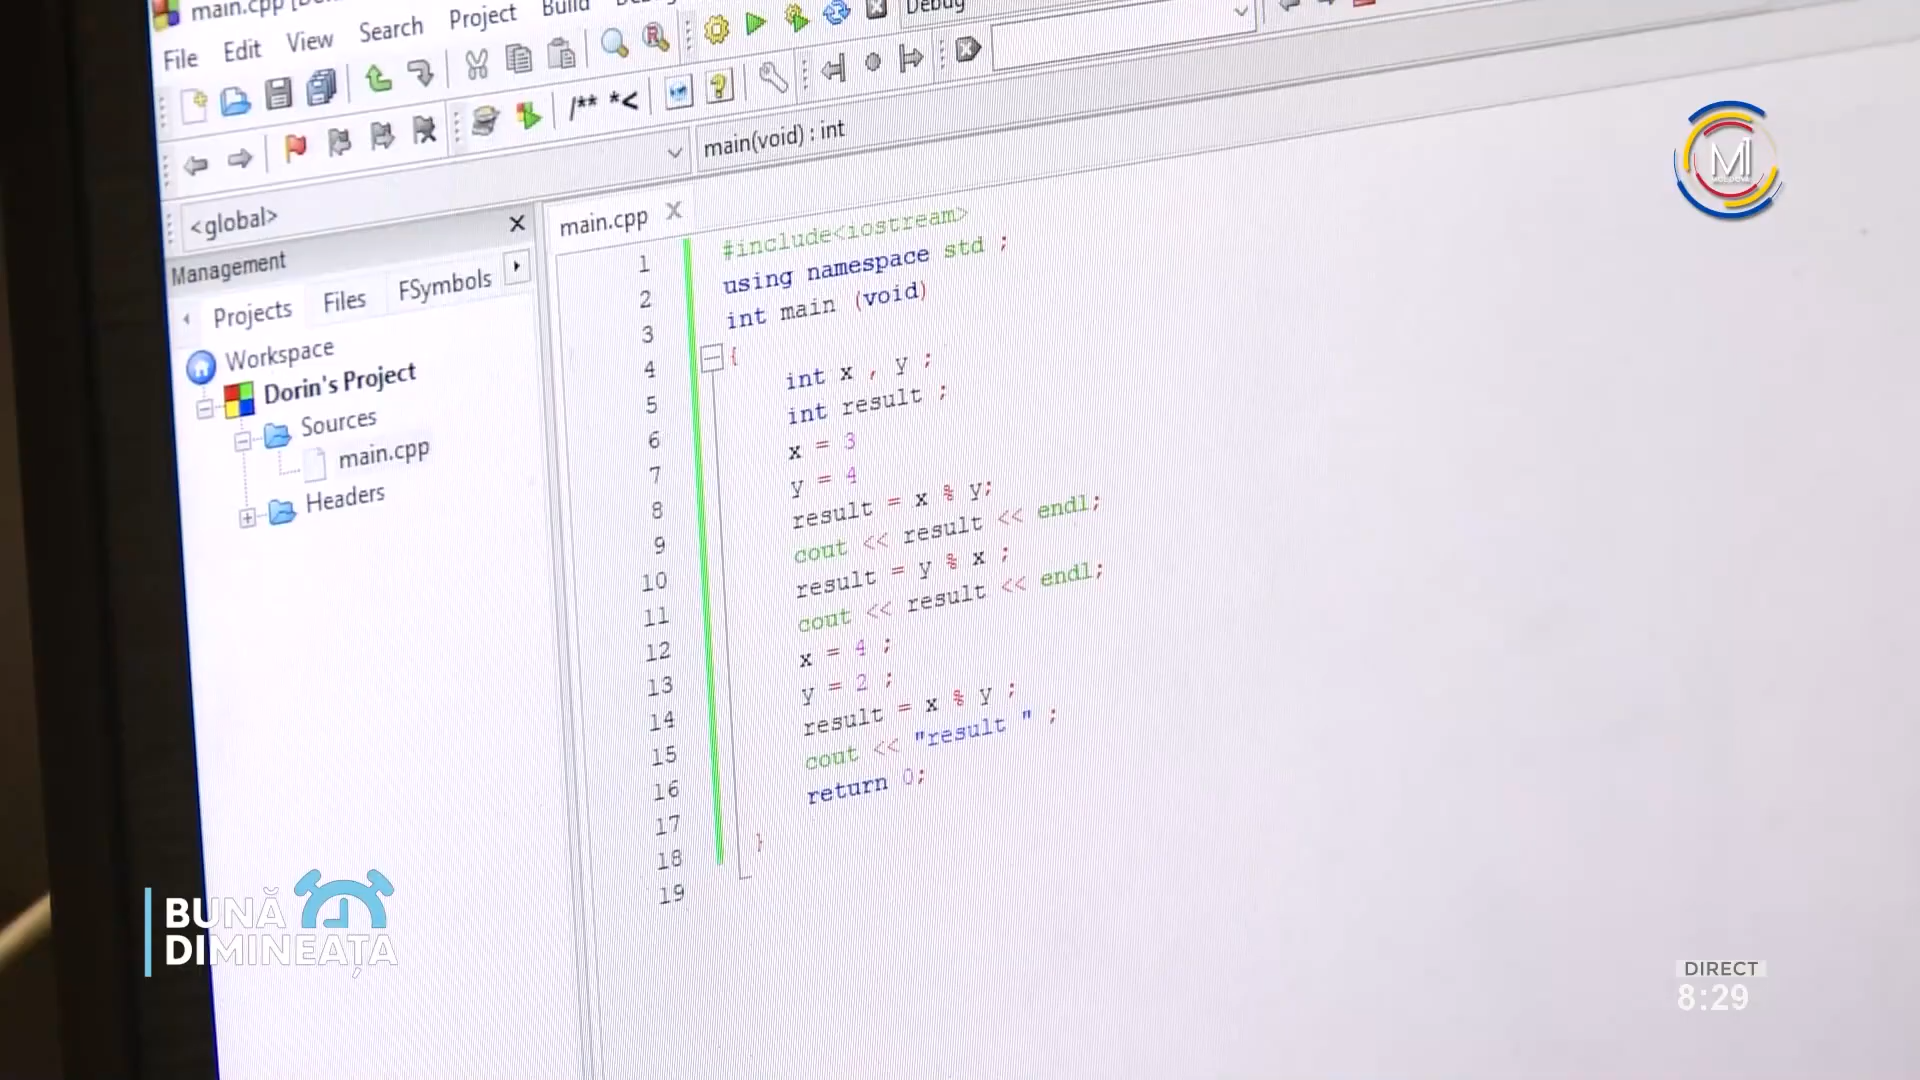 main.cpp
File Edit View Search Project Build
Debug
/** *<
main(void) : int
<global>
Management
Projects Files FSymbols
Workspace
Dorin's Project
Sources
main.cpp
Headers
main.cpp
1 #include<iostream>
2 using namespace std ;
3 int main (void)
4 {
5 int x , y ;
6 int result ;
7 x = 3
8 y = 4
9 result = x % y;
10 cout << result << endl;
11 result = y % x ;
12 cout << result << endl;
13 x = 4 ;
14 y = 2 ;
15 result = x % y ;
16 cout << "result " ;
17 return 0;
18 }
19
M1
BUNĂ
DIMINEAȚA
DIRECT
8:29